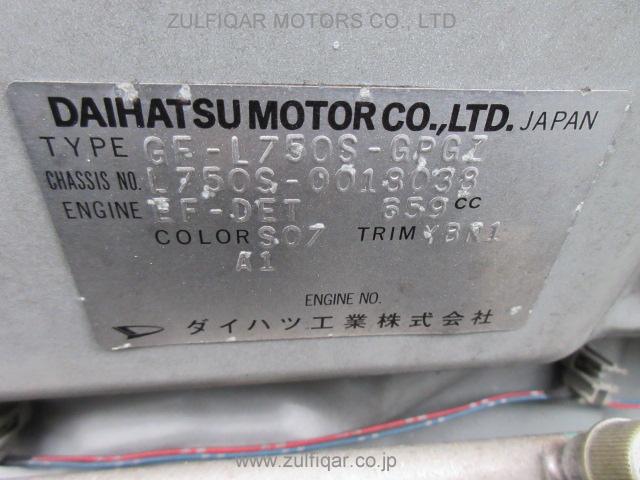 ZULFIQAR MOTORS CO., LTD
DAIHATSU MOTOR CO.,LTD. JAPAN
TYPE GF-L750S-GPGZ
CHASSIS NO. L750S-0018038
ENGINE EF-DET 659 CC
COLOR S07 TRIM YBR1
A1
ENGINE NO.
ダイハツ工業株式会社
www.zulfiqar.co.jp